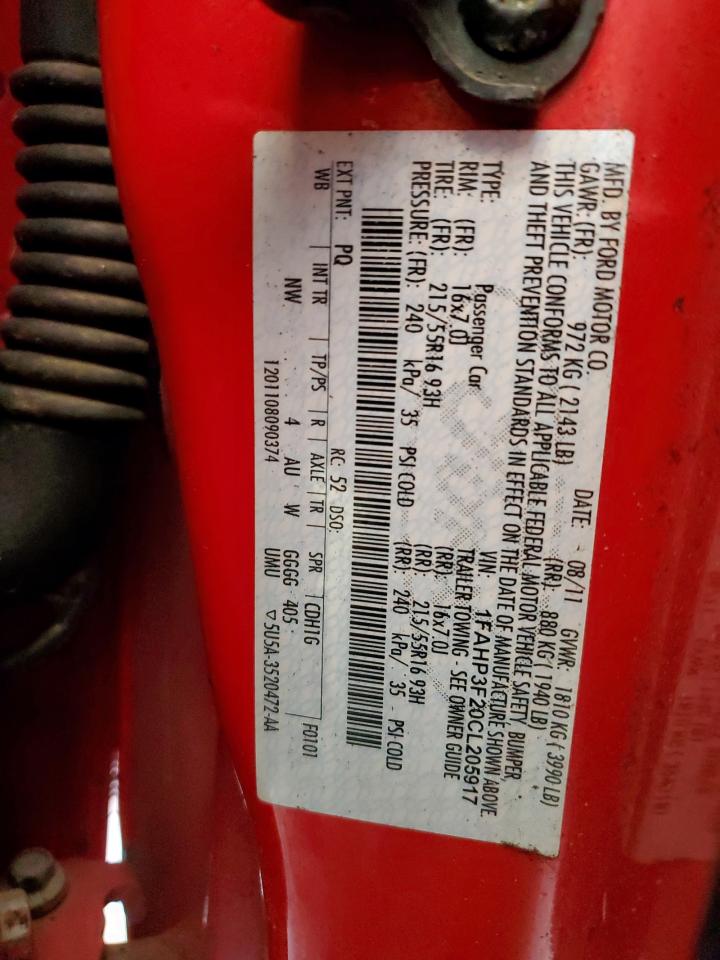 MFD. BY FORD MOTOR CO. DATE: 08/11 GVWR: 1810 KG ( 3990 LB)
GAWR: (FR): 972 KG ( 2143 LB) (RR): 880 KG ( 1940 LB)
THIS VEHICLE CONFORMS TO ALL APPLICABLE FEDERAL MOTOR VEHICLE SAFETY, BUMPER,
AND THEFT PREVENTION STANDARDS IN EFFECT ON THE DATE OF MANUFACTURE SHOWN ABOVE.
VIN: 1FAHP3F20CL205917
TYPE: Passenger Car TRAILER TOWING - SEE OWNER GUIDE
RIM: (FR): 16x7.0J (RR): 16x7.0J
TIRE: (FR): 215/55R16 93H (RR): 215/55R16 93H
PRESSURE: (FR): 240 kPa/ 35 PSI COLD (RR): 240 kPa/ 35 PSI COLD
EXT PNT: PQ RC: 52 DSO: F0101
WB INT TR TP/PS R AXLE TR SPR CDH1G
NW 4 AU W GGGG 405
UMU
1201108090374 ▽ 5U5A-3520472-AA